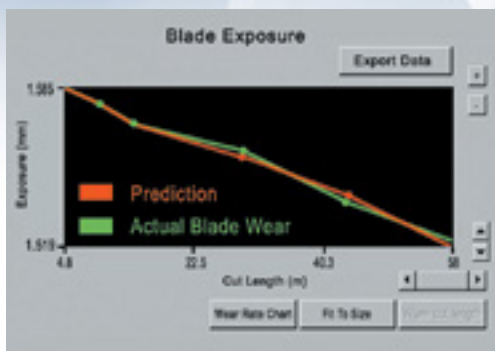 Blade Exposure
Export Data
+
-
1.585
Exposure (mm)
Prediction
Actual Blade Wear
1.519
4.8
22.5
40.3
58
Cut Length (m)
Wear Rate Chart
Fit To Size